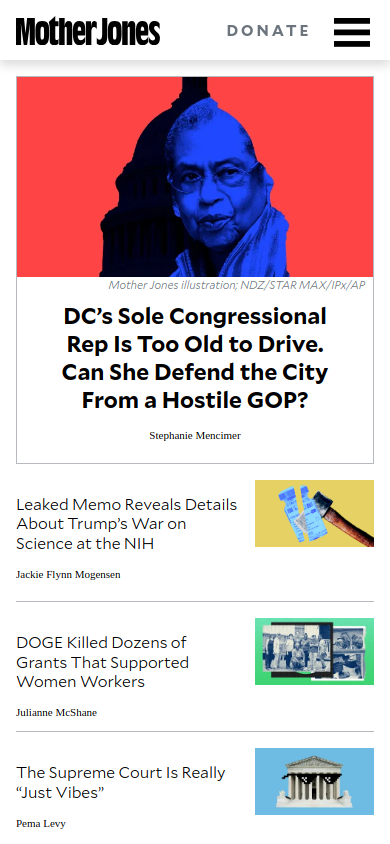 Mother Jones
DONATE
Mother Jones illustration; NDZ/STAR MAX/IPx/AP
DC’s Sole Congressional
Rep Is Too Old to Drive.
Can She Defend the City
From a Hostile GOP?
Stephanie Mencimer
Leaked Memo Reveals Details
About Trump’s War on
Science at the NIH
Jackie Flynn Mogensen
DOGE Killed Dozens of
Grants That Supported
Women Workers
Julianne McShane
The Supreme Court Is Really
“Just Vibes”
Pema Levy